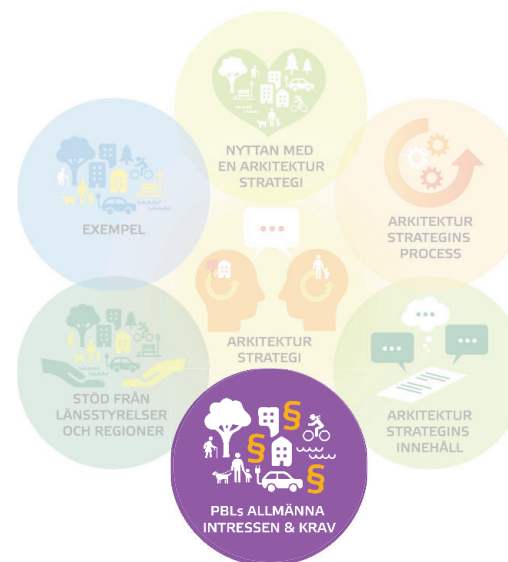 NYTTAN MED
EN ARKITEKTUR
STRATEGI
EXEMPEL
ARKITEKTUR
STRATEGINS
PROCESS
ARKITEKTUR
STRATEGI
STÖD FRÅN
LÄNSSTYRELSER
OCH REGIONER
ARKITEKTUR
STRATEGINS
INNEHÅLL
§
§
§
PBLs ALLMÄNNA
INTRESSEN & KRAV